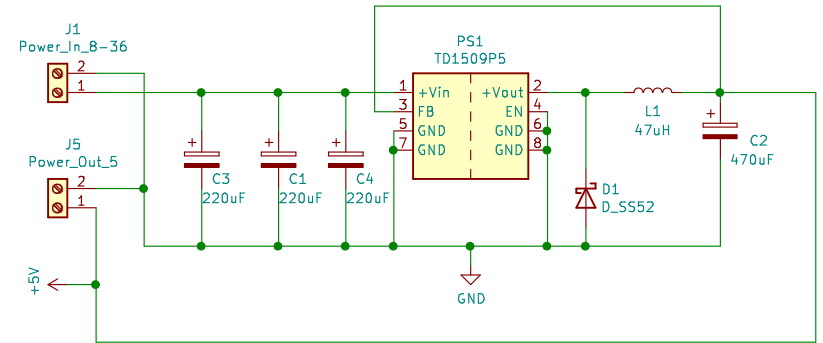 J1
Power_In_8-36
2
1
J5
Power_Out_5
2
1
+5V
C3
220uF
C1
220uF
C4
220uF
PS1
TD1509P5
1 +Vin +Vout 2
3 FB EN 4
5 GND GND 6
7 GND GND 8
GND
D1
D_SS52
L1
47uH
C2
470uF